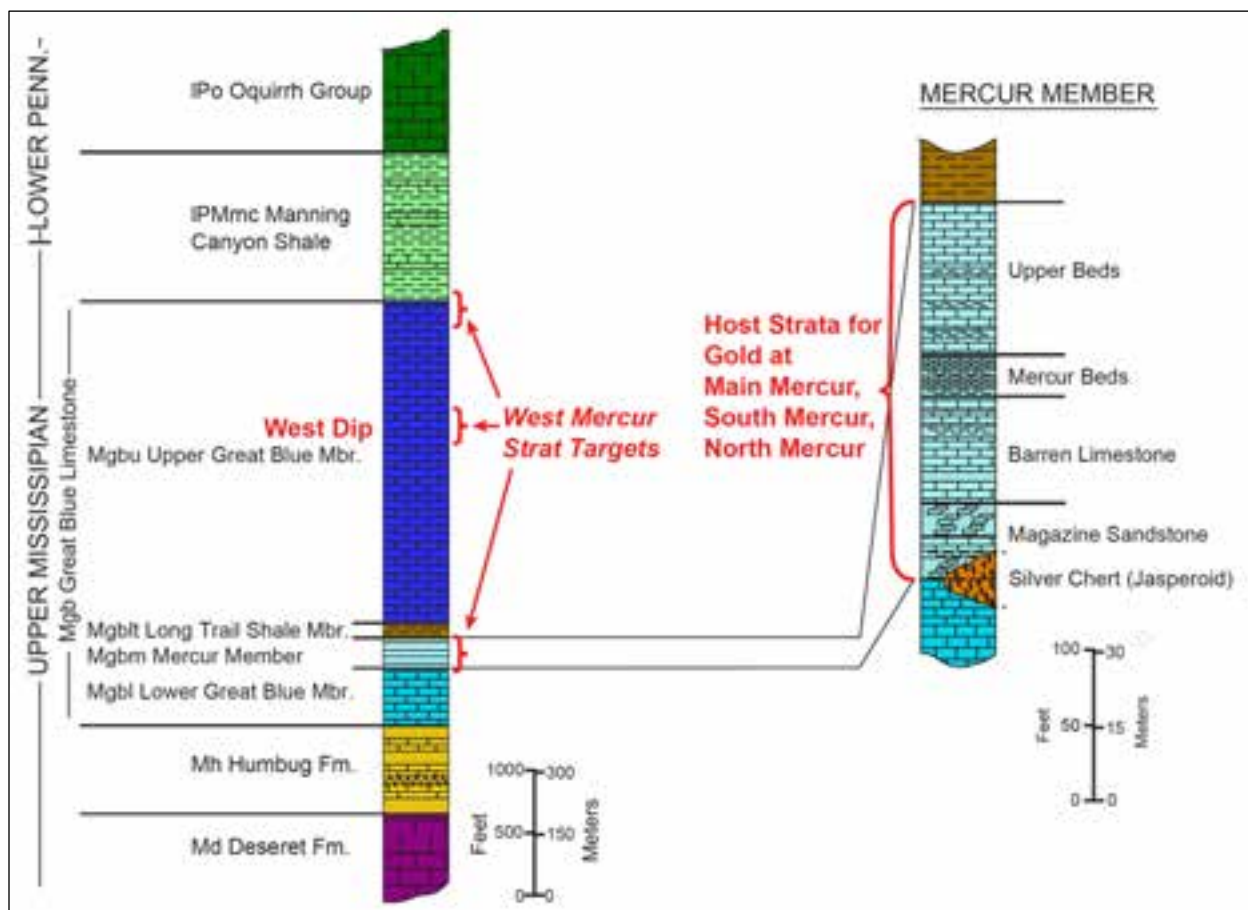 LOWER PENN.
UPPER MISSISSIPIAN
Mgb Great Blue Limestone
IPo Oquirrh Group
IPMmc Manning
Canyon Shale
West Dip
Mgbu Upper Great Blue Mbr.
Mgblt Long Trail Shale Mbr.
Mgbm Mercur Member
Mgbl Lower Great Blue Mbr.
Mh Humbug Fm.
Md Deseret Fm.
West Mercur
Strat Targets
1000 300
500 150
0 0
Feet
Meters
MERCUR MEMBER
Host Strata for
Gold at
Main Mercur,
South Mercur,
North Mercur
Upper Beds
Mercur Beds
Barren Limestone
Magazine Sandstone
Silver Chert (Jasperoid)
100 30
50 15
0 0
Feet
Meters